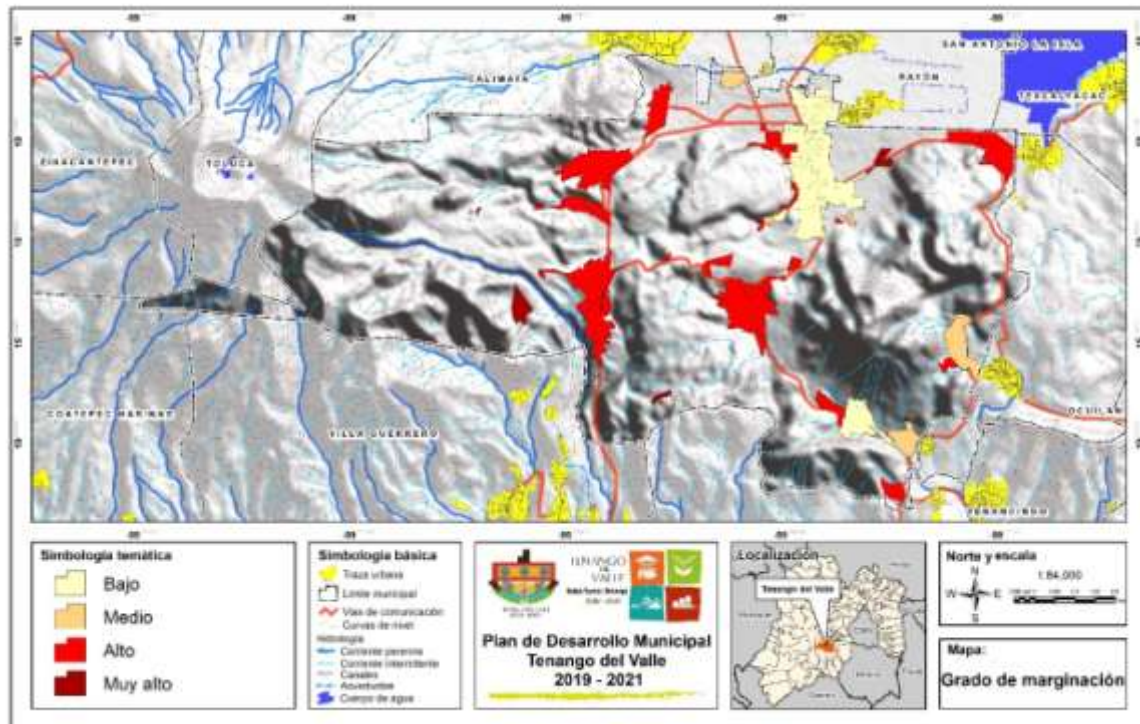 SAN ANTONIO LA ISLA
CALIMAYA
RAYÓN
TEXCALYACAC
ZINACANTEPEC
TOLUCA
COATEPEC HARINAS
VILLA GUERRERO
OCUILAN
TENANCINGO
Simbología temática
Bajo
Medio
Alto
Muy alto
Simbología básica
Traza urbana
Límite municipal
Vías de comunicación
Curvas de nivel
Hidrología
Corriente perenne
Corriente intermitente
Canales
Acueductos
Cuerpo de agua
TENANGO
DE
VALLE
Plan de Desarrollo Municipal
Tenango del Valle
2019 - 2021
Localización
Tenango del Valle
Norte y escala
N
W E
S
1:84,000
Mapa:
Grado de marginación